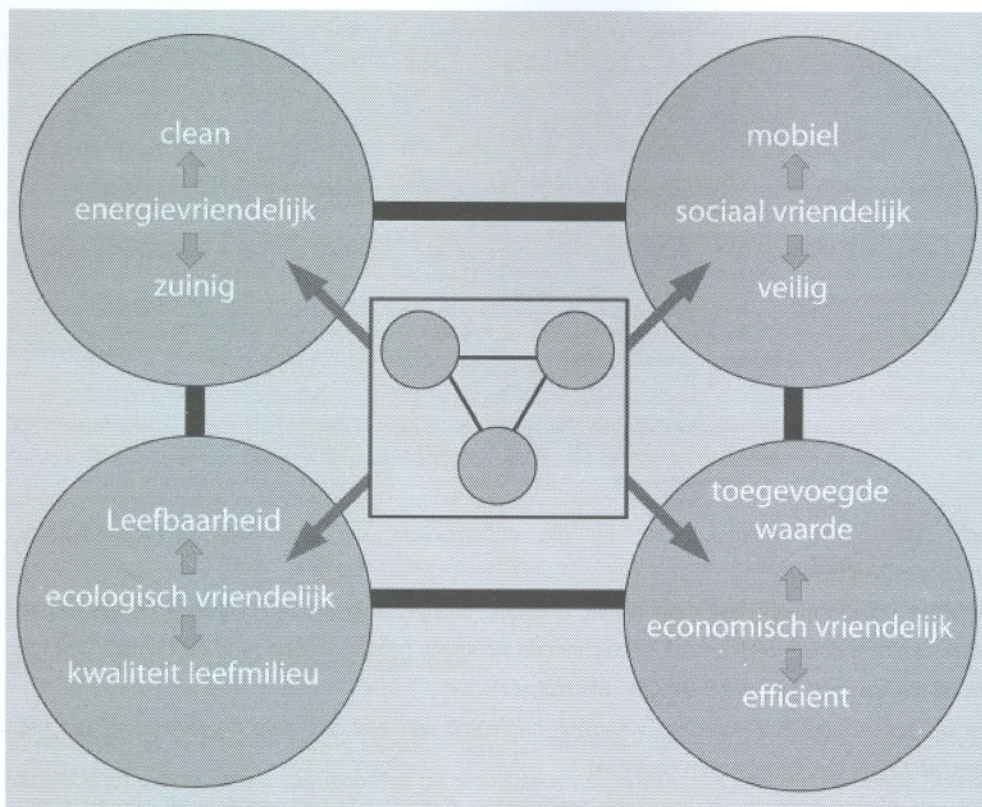 clean
energievriendelijk
zuinig
mobiel
sociaal vriendelijk
veilig
Leefbaarheid
ecologisch vriendelijk
kwaliteit leefmilieu
toegevoegde
waarde
economisch vriendelijk
efficient